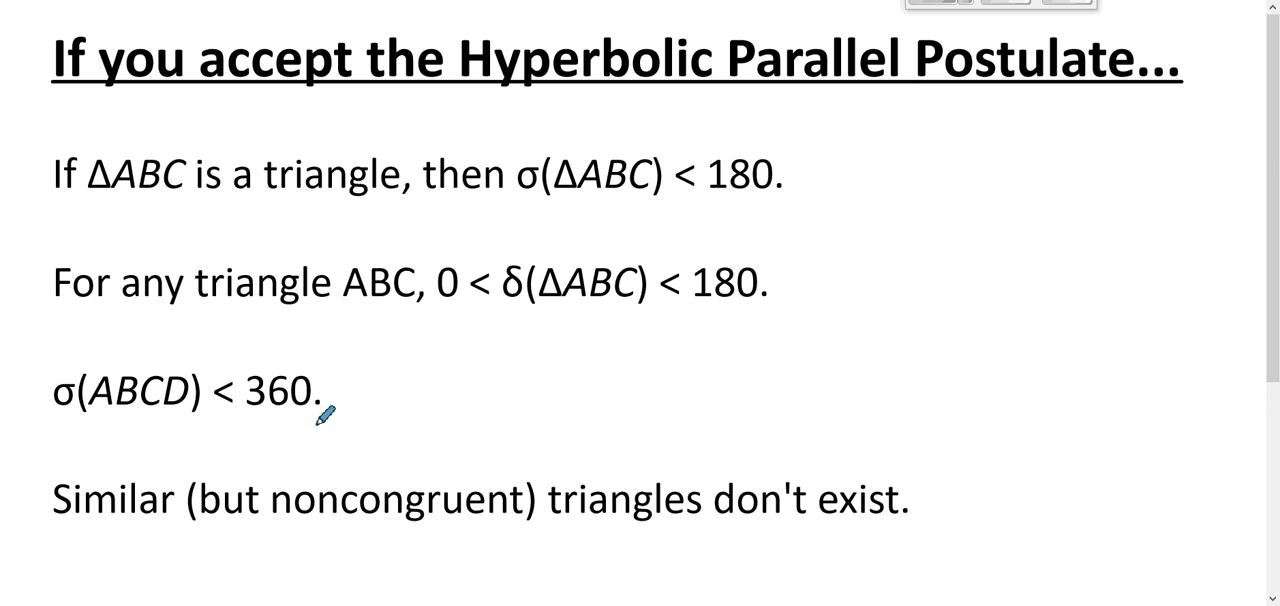 If you accept the Hyperbolic Parallel Postulate...
If ΔABC is a triangle, then σ(ΔABC) < 180.
For any triangle ABC, 0 < δ(ΔABC) < 180.
σ(ABCD) < 360.
Similar (but noncongruent) triangles don't exist.